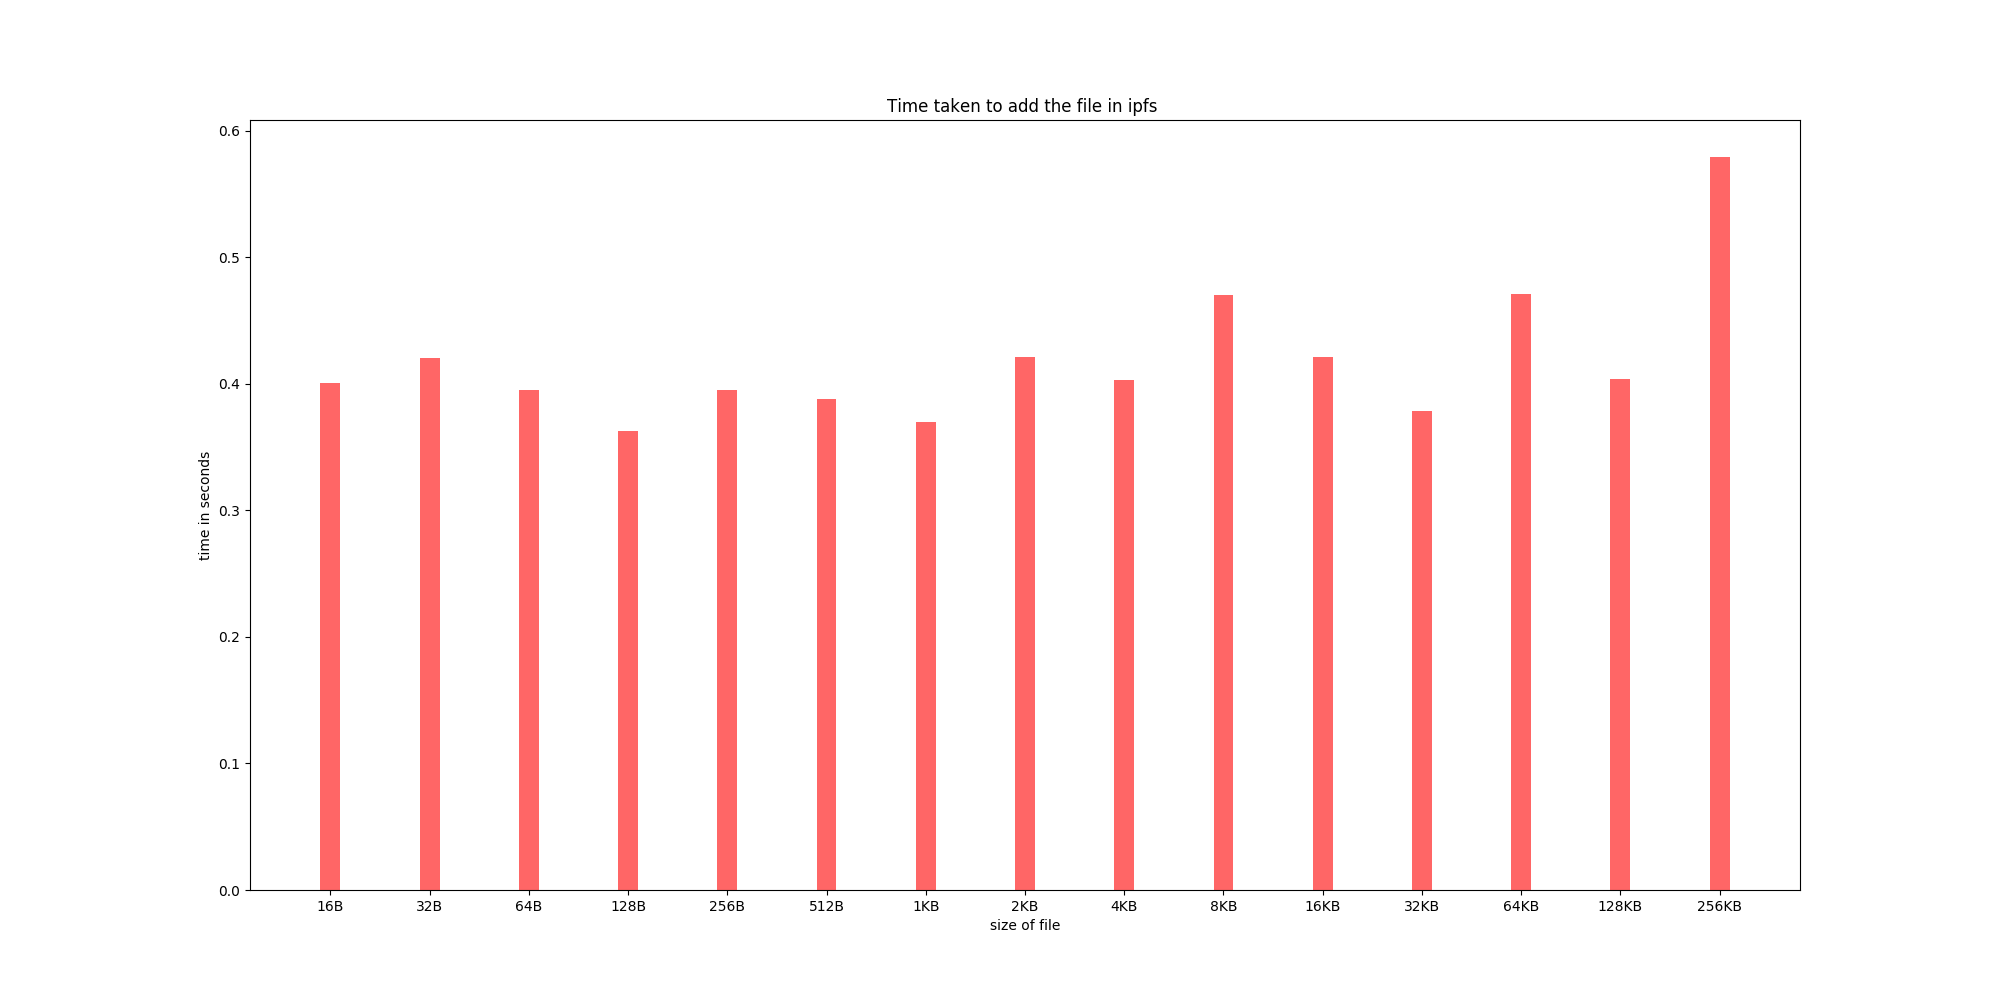 Time taken to add the file in ipfs
0.6
0.5
0.4
0.3
0.2
0.1
0.0
time in seconds
16B 32B 64B 128B 256B 512B 1KB 2KB 4KB 8KB 16KB 32KB 64KB 128KB 256KB
size of file